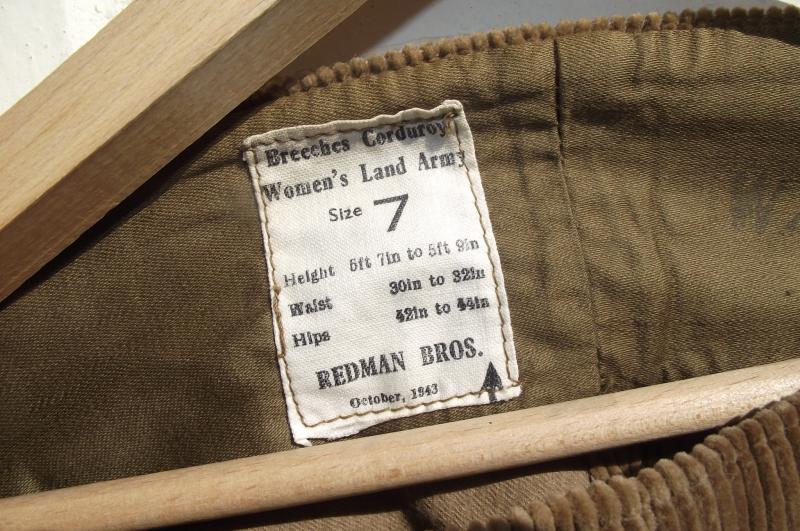 Breeches Corduroy
Women's Land Army
Size 7
Height 5ft 7in to 5ft 9in
Waist 30in to 32in
Hips 42in to 44in
REDMAN BROS.
October, 1943